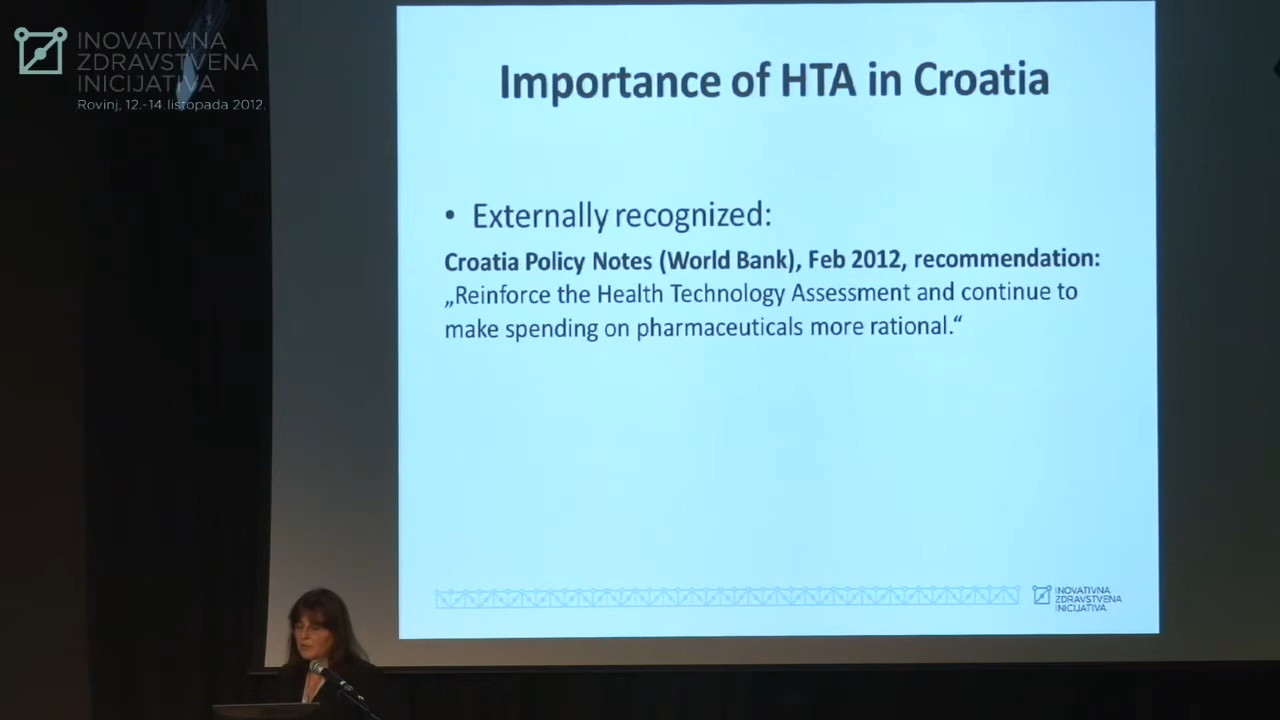 INOVATIVNA
ZDRAVSTVENA
INICIJATIVA
Rovinj, 12.-14. listopada 2012.
Importance of HTA in Croatia
• Externally recognized:
Croatia Policy Notes (World Bank), Feb 2012, recommendation:
„Reinforce the Health Technology Assessment and continue to
make spending on pharmaceuticals more rational.“
INOVATIVNA
ZDRAVSTVENA
INICIJATIVA